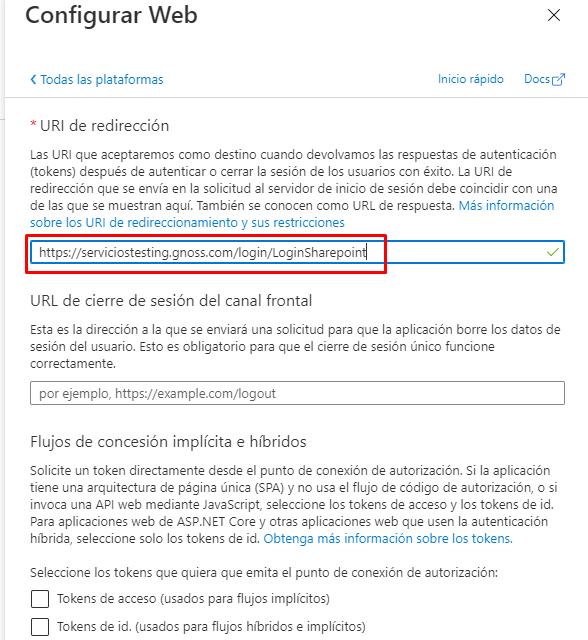 Configurar Web
Todas las plataformas
Inicio rápido
Docs
* URI de redirección
Las URI que aceptaremos como destino cuando devolvamos las respuestas de autenticación
(tokens) después de autenticar o cerrar la sesión de los usuarios con éxito. La URI de
redirección que se envía en la solicitud al servidor de inicio de sesión debe coincidir con una
de las que se muestran aquí. También se conocen como URL de respuesta. Más información
sobre los URI de redireccionamiento y sus restricciones
https://serviciostesting.gnoss.com/login/LoginSharepoint
URL de cierre de sesión del canal frontal
Esta es la dirección a la que se enviará una solicitud para que la aplicación borre los datos de
sesión del usuario. Esto es obligatorio para que el cierre de sesión único funcione
correctamente.
por ejemplo, https://example.com/logout
Flujos de concesión implícita e híbridos
Solicite un token directamente desde el punto de conexión de autorización. Si la aplicación
tiene una arquitectura de página única (SPA) y no usa el flujo de código de autorización, o si
invoca una API web mediante JavaScript, seleccione los tokens de acceso y los tokens de id.
Para aplicaciones web de ASP.NET Core y otras aplicaciones web que usen la autenticación
híbrida, seleccione solo los tokens de id. Obtenga más información sobre los tokens.
Seleccione los tokens que quiera que emita el punto de conexión de autorización:
Tokens de acceso (usados para flujos implícitos)
Tokens de id. (usados para flujos híbridos e implícitos)